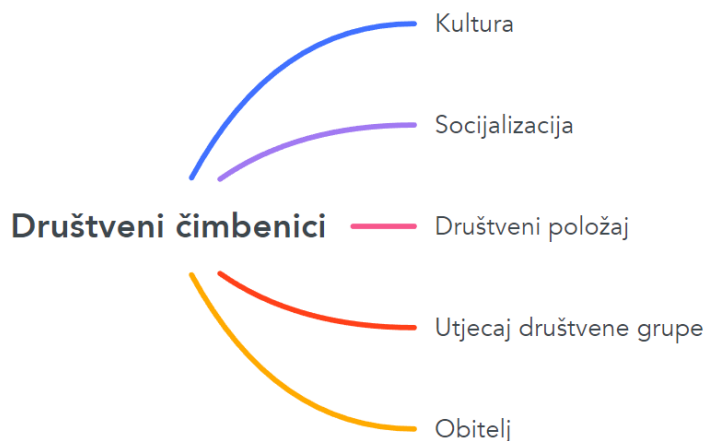 Kultura
Socijalizacija
Društveni čimbenici
Društveni položaj
Utjecaj društvene grupe
Obitelj